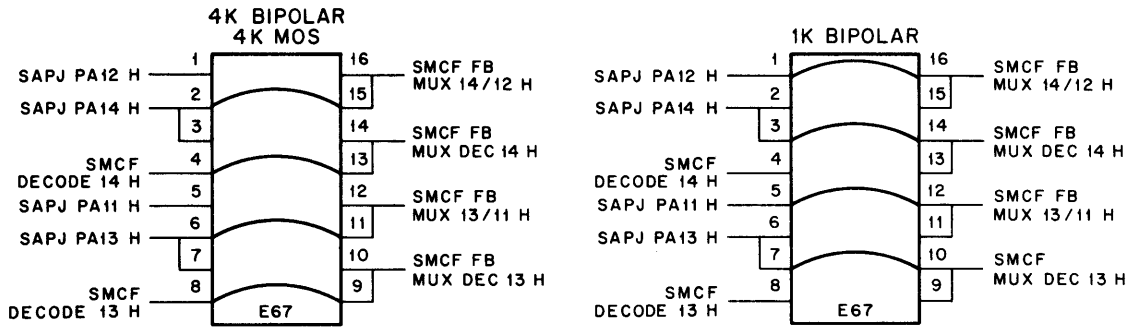 4K BIPOLAR
4K MOS
1
16
SAPJ PA12 H
SMCF FB
MUX 14/12 H
2
15
SAPJ PA14 H
3
14
SMCF FB
MUX DEC 14 H
SMCF
DECODE 14 H
4
13
5
12
SAPJ PA11 H
SMCF FB
MUX 13/11 H
6
11
SAPJ PA13 H
7
10
SMCF FB
MUX DEC 13 H
SMCF
DECODE 13 H
8
9
E67
1K BIPOLAR
1
16
SAPJ PA12 H
SMCF FB
MUX 14/12 H
2
15
SAPJ PA14 H
3
14
SMCF FB
MUX DEC 14 H
SMCF
DECODE 14 H
4
13
5
12
SAPJ PA11 H
SMCF FB
MUX 13/11 H
6
11
SAPJ PA13 H
7
10
SMCF
MUX DEC 13 H
SMCF
DECODE 13 H
8
9
E67